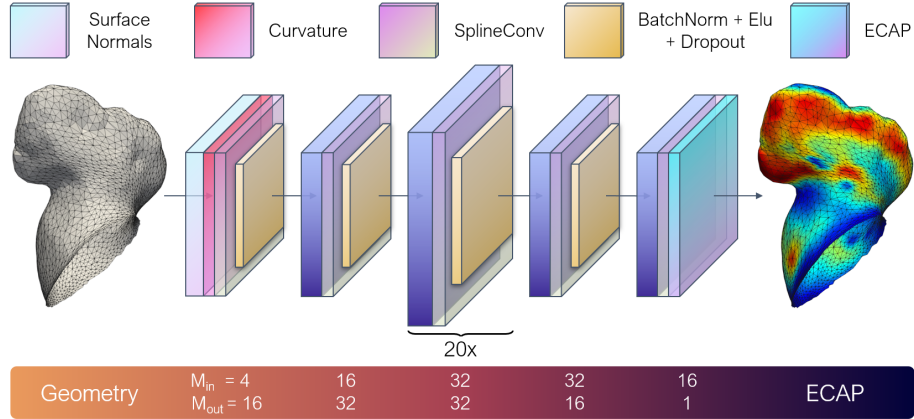 Surface
Normals
Curvature
SplineConv
BatchNorm + Elu
+ Dropout
ECAP
20x
Geometry
M_in = 4 16 32 32 16
M_out = 16 32 32 16 1
ECAP